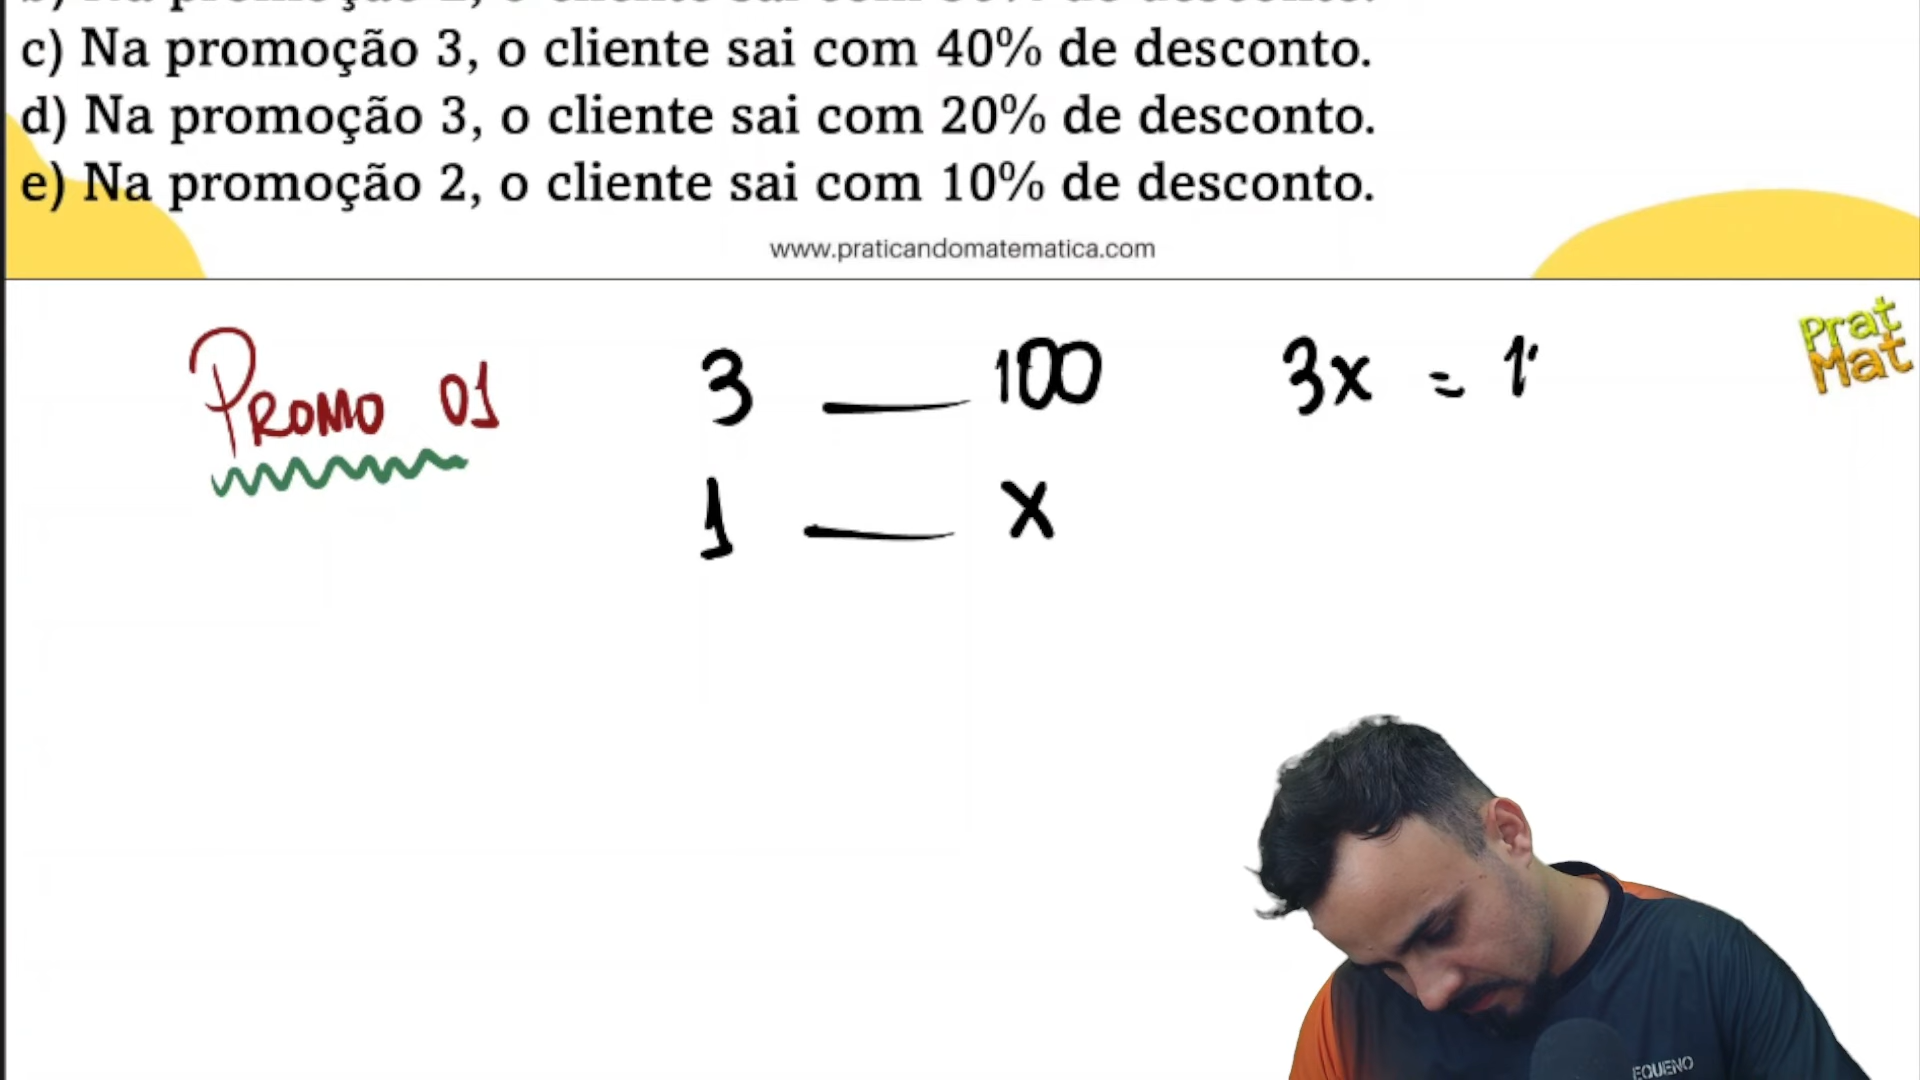 c) Na promoção 3, o cliente sai com 40% de desconto.
d) Na promoção 3, o cliente sai com 20% de desconto.
e) Na promoção 2, o cliente sai com 10% de desconto.
www.praticandomatematica.com
Prat
Mat
PROMO 01
3 — 100
3x = 1
1 — x
EQUENO